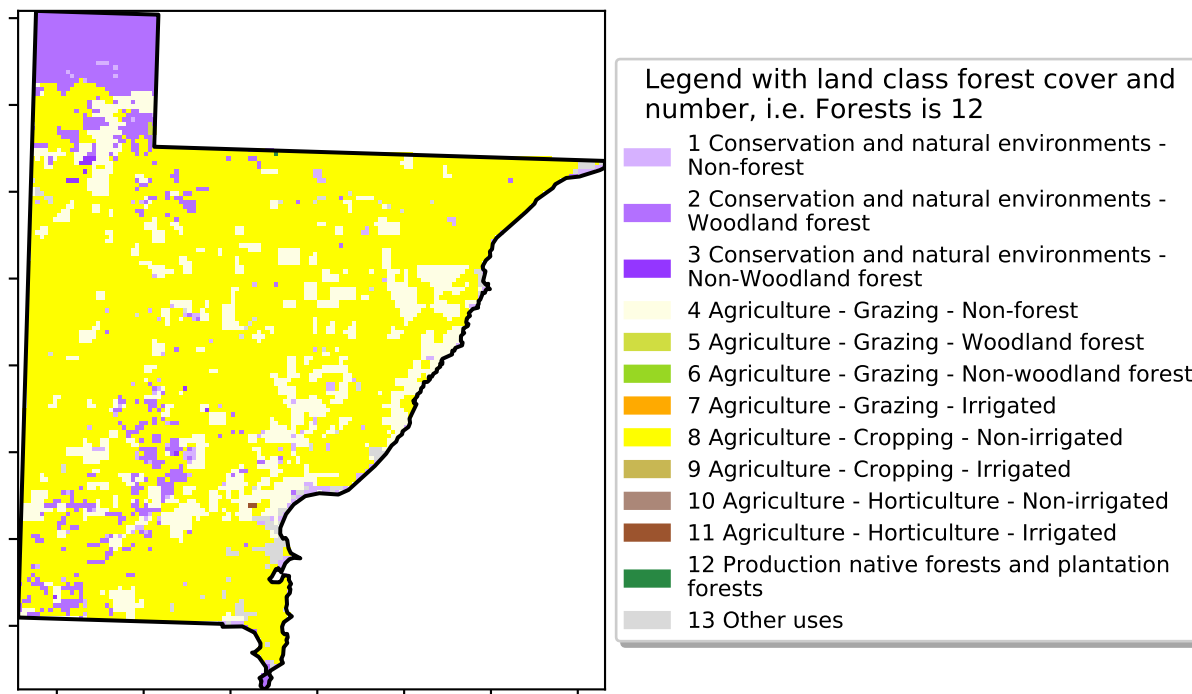 Legend with land class forest cover and
number, i.e. Forests is 12
1 Conservation and natural environments -
Non-forest
2 Conservation and natural environments -
Woodland forest
3 Conservation and natural environments -
Non-Woodland forest
4 Agriculture - Grazing - Non-forest
5 Agriculture - Grazing - Woodland forest
6 Agriculture - Grazing - Non-woodland forest
7 Agriculture - Grazing - Irrigated
8 Agriculture - Cropping - Non-irrigated
9 Agriculture - Cropping - Irrigated
10 Agriculture - Horticulture - Non-irrigated
11 Agriculture - Horticulture - Irrigated
12 Production native forests and plantation
forests
13 Other uses